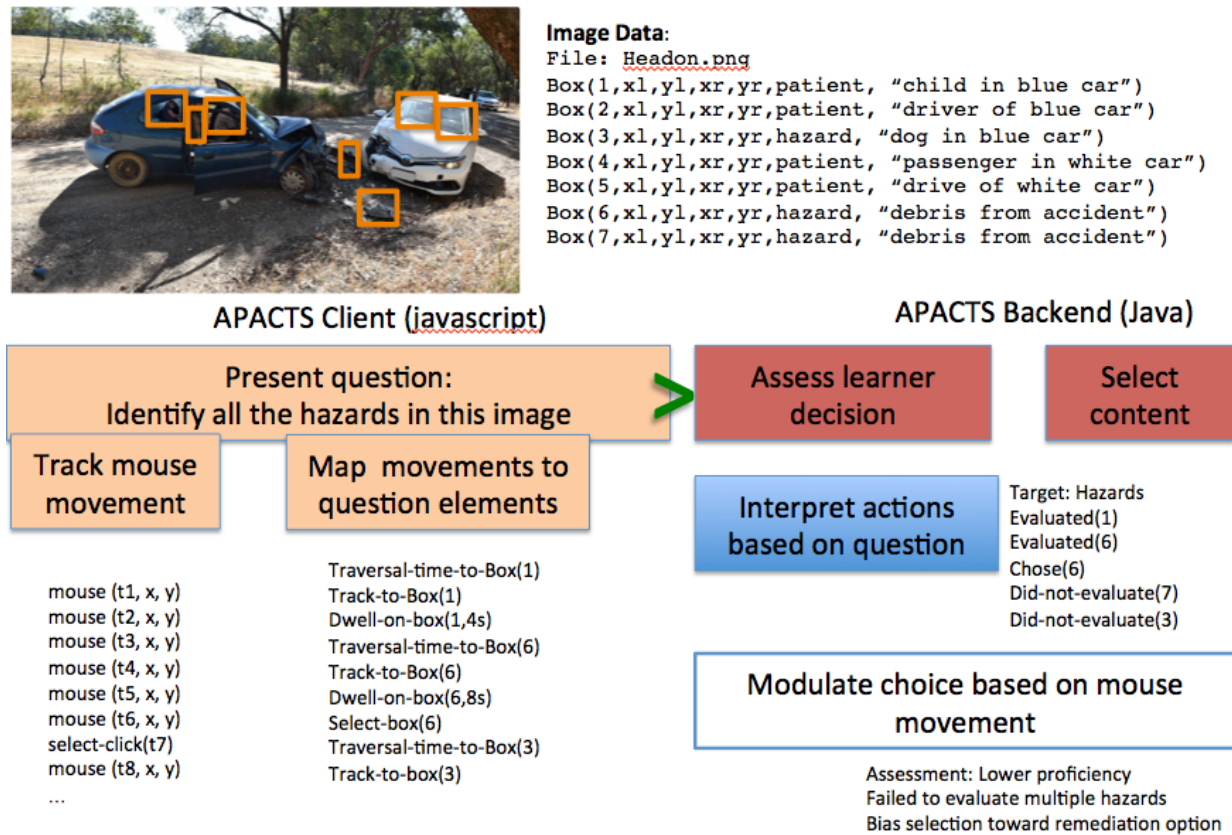 Image Data:
File: Headon.png
Box(1,xl,yl,xr,yr,patient, “child in blue car”)
Box(2,xl,yl,xr,yr,patient, “driver of blue car”)
Box(3,xl,yl,xr,yr,hazard, “dog in blue car”)
Box(4,xl,yl,xr,yr,patient, “passenger in white car”)
Box(5,xl,yl,xr,yr,patient, “drive of white car”)
Box(6,xl,yl,xr,yr,hazard, “debris from accident”)
Box(7,xl,yl,xr,yr,hazard, “debris from accident”)
APACTS Client (javascript)
APACTS Backend (Java)
Present question:
Identify all the hazards in this image
>
Assess learner
decision
Select
content
Track mouse
movement
Map movements to
question elements
Interpret actions
based on question
Target: Hazards
Evaluated(1)
Evaluated(6)
Chose(6)
Did-not-evaluate(7)
Did-not-evaluate(3)
mouse (t1, x, y)
mouse (t2, x, y)
mouse (t3, x, y)
mouse (t4, x, y)
mouse (t5, x, y)
mouse (t6, x, y)
select-click(t7)
mouse (t8, x, y)
...
Traversal-time-to-Box(1)
Track-to-Box(1)
Dwell-on-box(1,4s)
Traversal-time-to-Box(6)
Track-to-Box(6)
Dwell-on-box(6,8s)
Select-box(6)
Traversal-time-to-Box(3)
Track-to-box(3)
Modulate choice based on mouse
movement
Assessment: Lower proficiency
Failed to evaluate multiple hazards
Bias selection toward remediation option